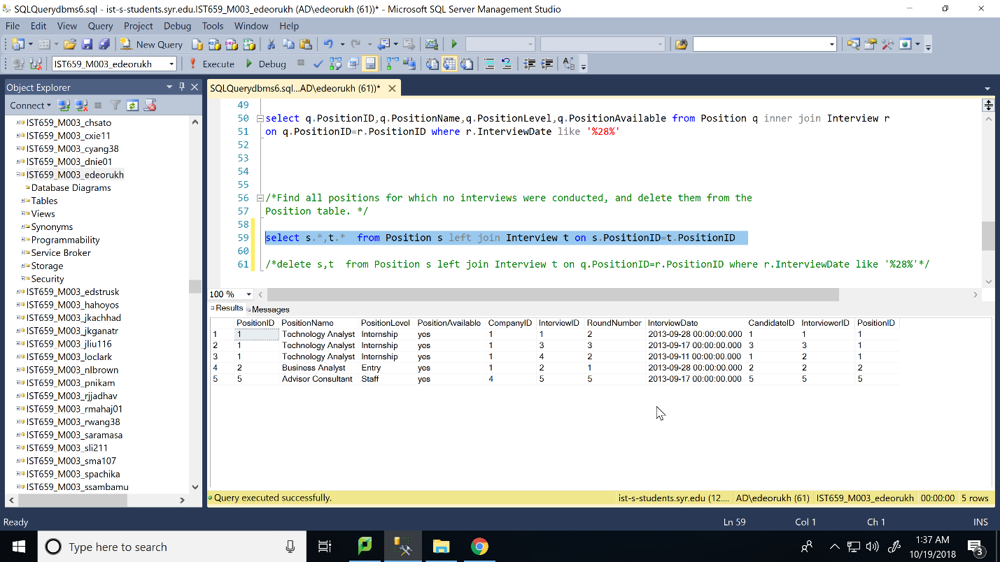 SQLQuerydbms6.sql - ist-s-students.syr.edu.IST659_M003_edeorukh (AD\edeorukh (61))* - Microsoft SQL Server Management Studio
File Edit View Query Project Debug Tools Window Help
New Query
IST659_M003_edeorukh Execute Debug
Object Explorer
Connect
IST659_M003_chsato
IST659_M003_cxie11
IST659_M003_cyang38
IST659_M003_dnie01
IST659_M003_edeorukh
Database Diagrams
Tables
Views
Synonyms
Programmability
Service Broker
Storage
Security
IST659_M003_edstrusk
IST659_M003_hahoyos
IST659_M003_jkachhad
IST659_M003_jkganatr
IST659_M003_jliu116
IST659_M003_loclark
IST659_M003_nlbrown
IST659_M003_pnikam
IST659_M003_rjjadhav
IST659_M003_rmahaj01
IST659_M003_rwang38
IST659_M003_saramasa
IST659_M003_sli211
IST659_M003_sma107
IST659_M003_spachika
IST659_M003_ssambamu
SQLQuerydbms6.sql...AD\edeorukh (61))*
49
50 select q.PositionID,q.PositionName,q.PositionLevel,q.PositionAvailable from Position q inner join Interview r
51 on q.PositionID=r.PositionID where r.InterviewDate like '%28%'
52
53
54
55
56 /*Find all positions for which no interviews were conducted, and delete them from the
57 Position table. */
58
59 select s.*,t.* from Position s left join Interview t on s.PositionID=t.PositionID
60
61 /*delete s,t from Position s left join Interview t on q.PositionID=r.PositionID where r.InterviewDate like '%28%'*/
100 %
Results Messages
PositionID PositionName PositionLevel PositionAvailable CompanyID InterviewID RoundNumber InterviewDate CandidateID InterviewerID PositionID
1 1 Technology Analyst Internship yes 1 1 2 2013-09-28 00:00:00.000 1 1 1
2 1 Technology Analyst Internship yes 1 3 3 2013-09-17 00:00:00.000 3 3 1
3 1 Technology Analyst Internship yes 1 4 2 2013-09-11 00:00:00.000 1 2 1
4 2 Business Analyst Entry yes 1 2 1 2013-09-28 00:00:00.000 2 2 2
5 5 Advisor Consultant Staff yes 4 5 5 2013-09-17 00:00:00.000 5 5 5
Query executed successfully. ist-s-students.syr.edu (12.... AD\edeorukh (61) IST659_M003_edeorukh 00:00:00 5 rows
Ready Ln 59 Col 1 Ch 1 INS
Type here to search
1:37 AM
10/19/2018
3